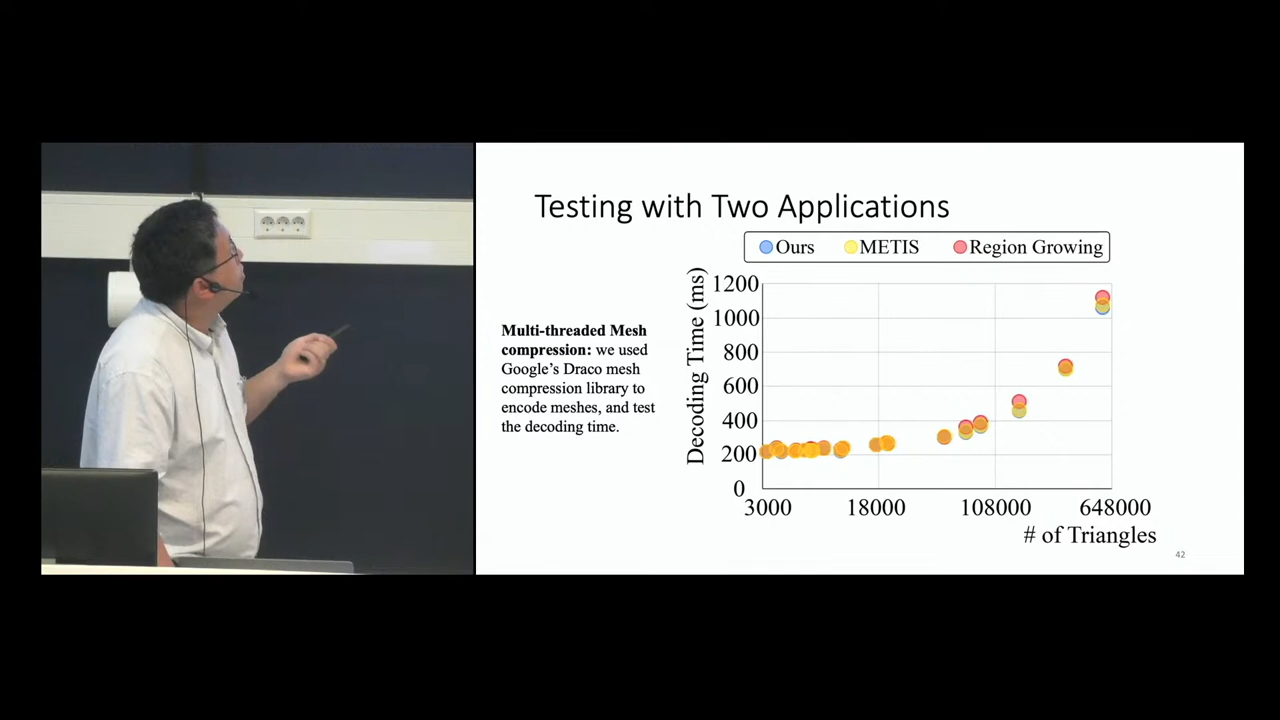 Testing with Two Applications
Ours METIS Region Growing
Multi-threaded Mesh
compression: we used
Google's Draco mesh
compression library to
encode meshes, and test
the decoding time.
Decoding Time (ms)
1200
1000
800
600
400
200
0
3000 18000 108000 648000
# of Triangles
42